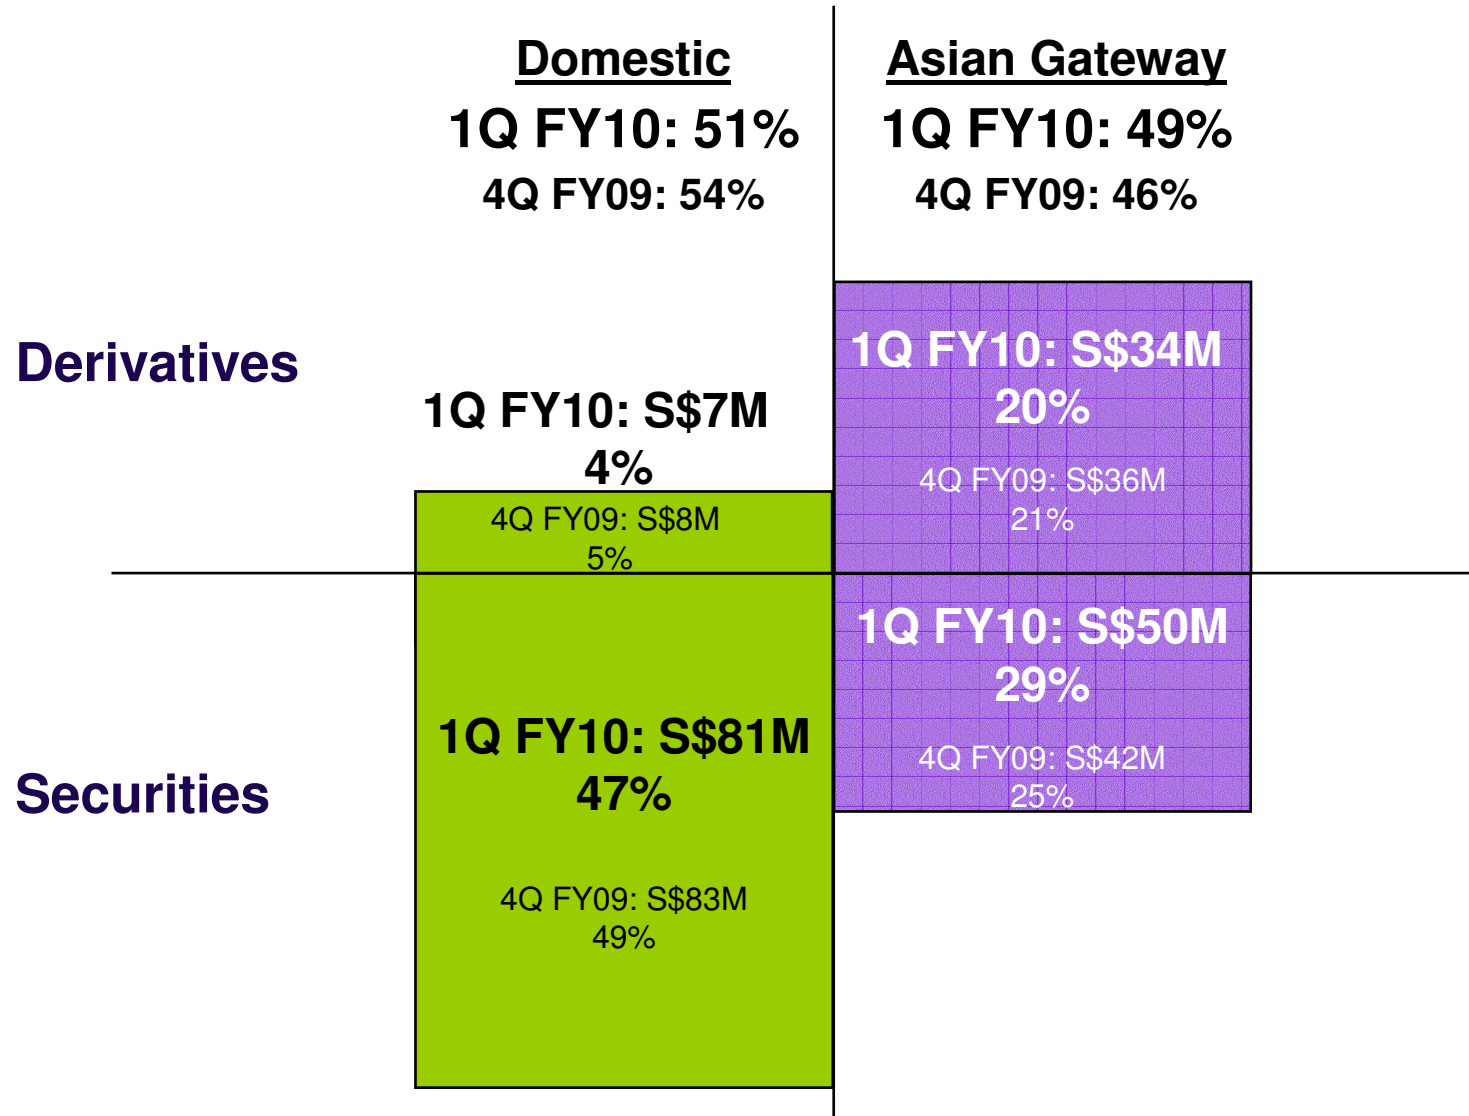 Domestic
1Q FY10: 51%
4Q FY09: 54%
Asian Gateway
1Q FY10: 49%
4Q FY09: 46%
Derivatives
1Q FY10: S$7M
4%
4Q FY09: S$8M
5%
1Q FY10: S$34M
20%
4Q FY09: S$36M
21%
Securities
1Q FY10: S$81M
47%
4Q FY09: S$83M
49%
1Q FY10: S$50M
29%
4Q FY09: S$42M
25%